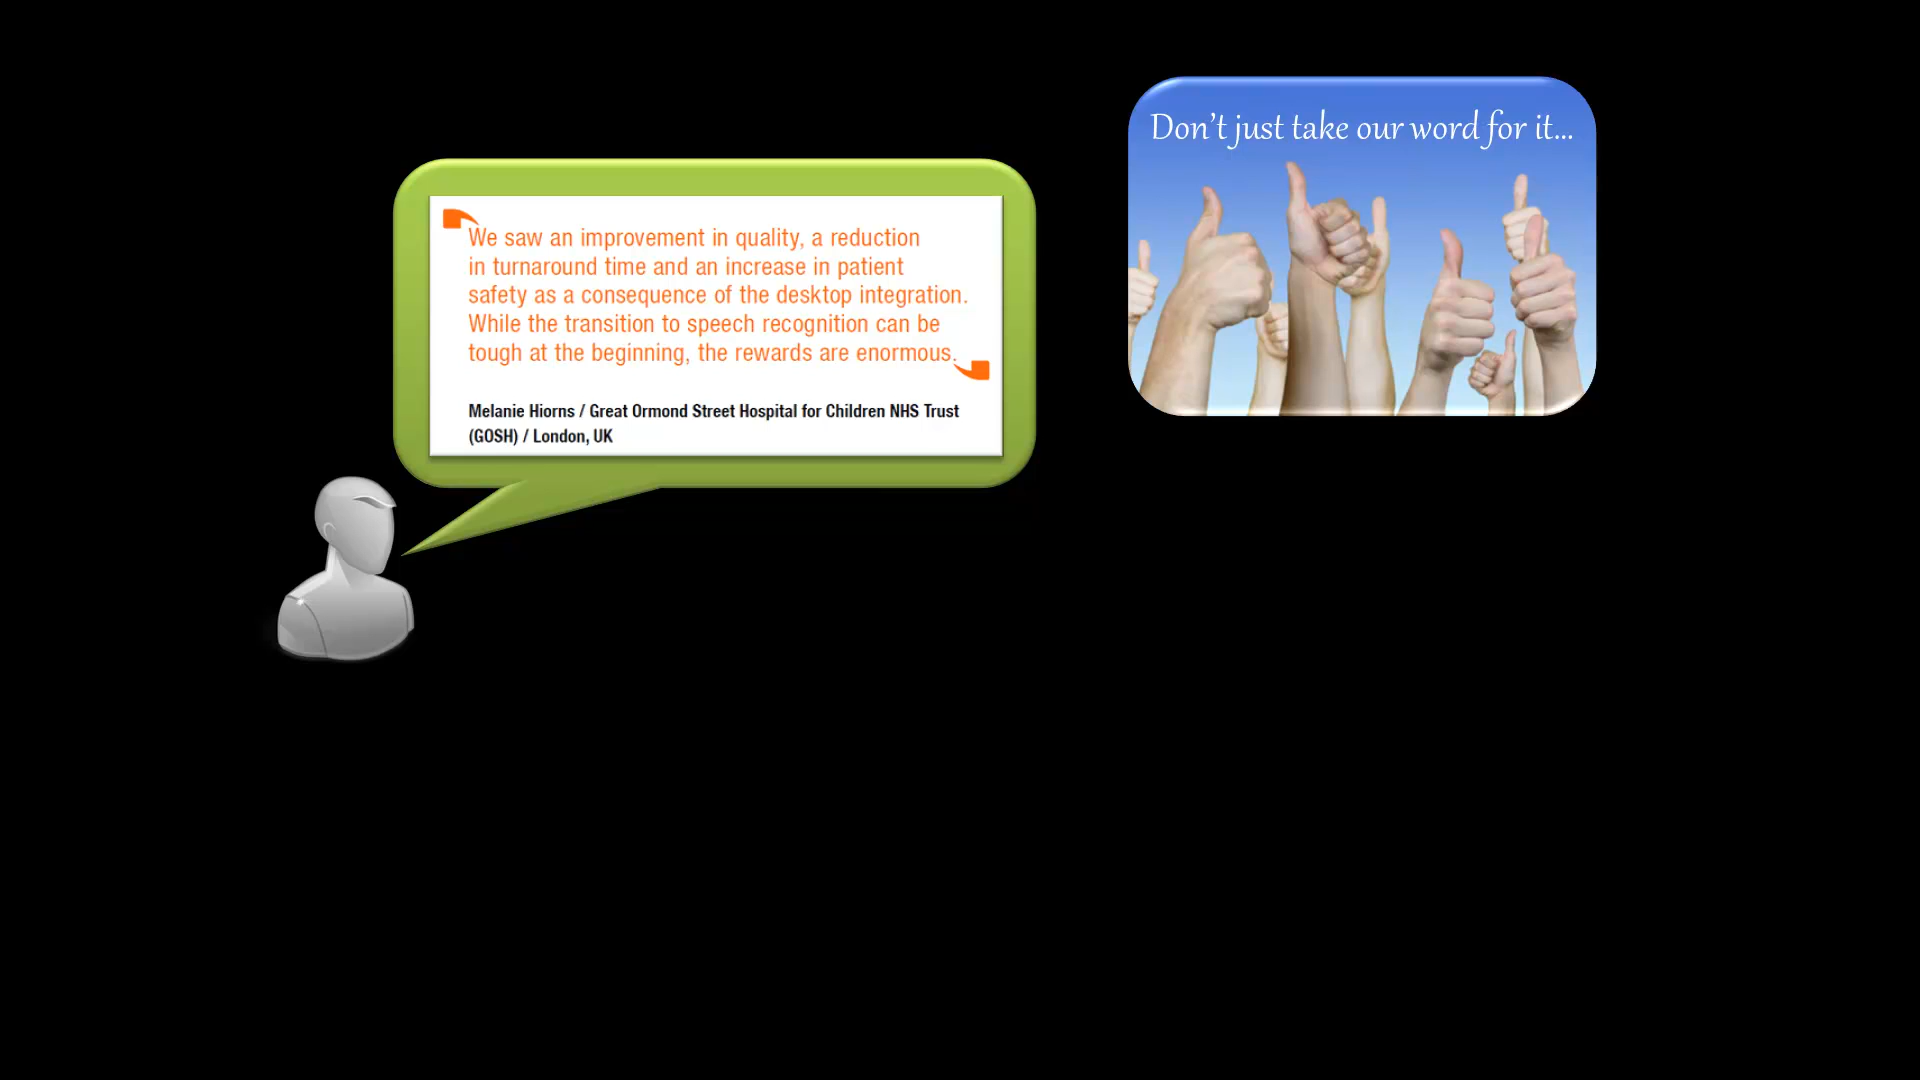 Don't just take our word for it...
We saw an improvement in quality, a reduction
in turnaround time and an increase in patient
safety as a consequence of the desktop integration.
While the transition to speech recognition can be
tough at the beginning, the rewards are enormous.
Melanie Hiorns / Great Ormond Street Hospital for Children NHS Trust
(GOSH) / London, UK